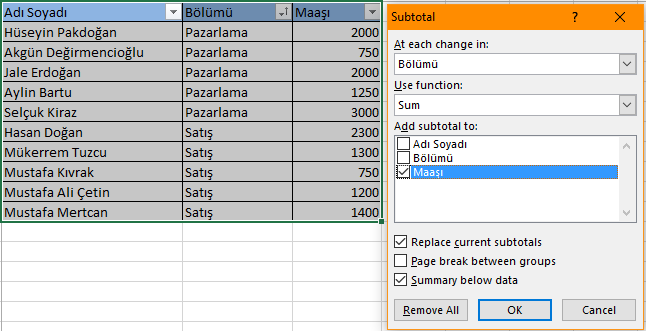 Adı Soyadı Bölümü Maaşı
Hüseyin Pakdoğan Pazarlama 2000
Akgün Değirmencioğlu Pazarlama 750
Jale Erdoğan Pazarlama 2000
Aylin Bartu Pazarlama 1250
Selçuk Kiraz Pazarlama 3000
Hasan Doğan Satış 2300
Mükerrem Tuzcu Satış 1300
Mustafa Kıvrak Satış 750
Mustafa Ali Çetin Satış 1200
Mustafa Mertcan Satış 1400
Subtotal
At each change in:
Bölümü
Use function:
Sum
Add subtotal to:
Adı Soyadı
Bölümü
Maaşı
Replace current subtotals
Page break between groups
Summary below data
Remove All OK Cancel